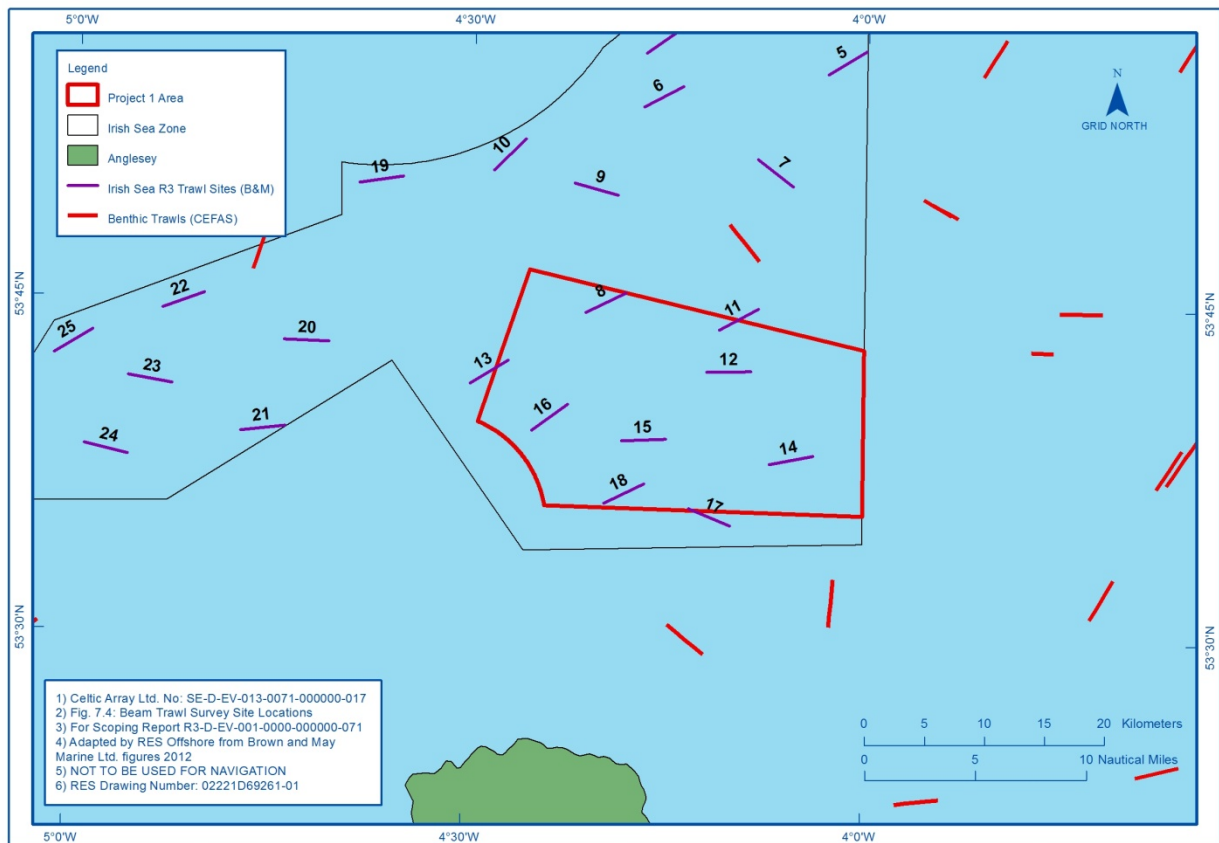 5°0'W
4°30'W
4°0'W
Legend
Project 1 Area
Irish Sea Zone
Anglesey
Irish Sea R3 Trawl Sites (B&M)
Benthic Trawls (CEFAS)
N
GRID NORTH
5
6
10
7
19
9
53°45'N
22
8
11
53°45'N
25
20
13
12
23
16
21
15
24
14
18
17
53°30'N
53°30'N
1) Celtic Array Ltd. No: SE-D-EV-013-0071-000000-017
2) Fig. 7.4: Beam Trawl Survey Site Locations
3) For Scoping Report R3-D-EV-001-0000-000000-071
4) Adapted by RES Offshore from Brown and May
Marine Ltd. figures 2012
5) NOT TO BE USED FOR NAVIGATION
6) RES Drawing Number: 02221D69261-01
0 5 10 15 20 Kilometers
0 5 10 Nautical Miles
5°0'W
4°30'W
4°0'W